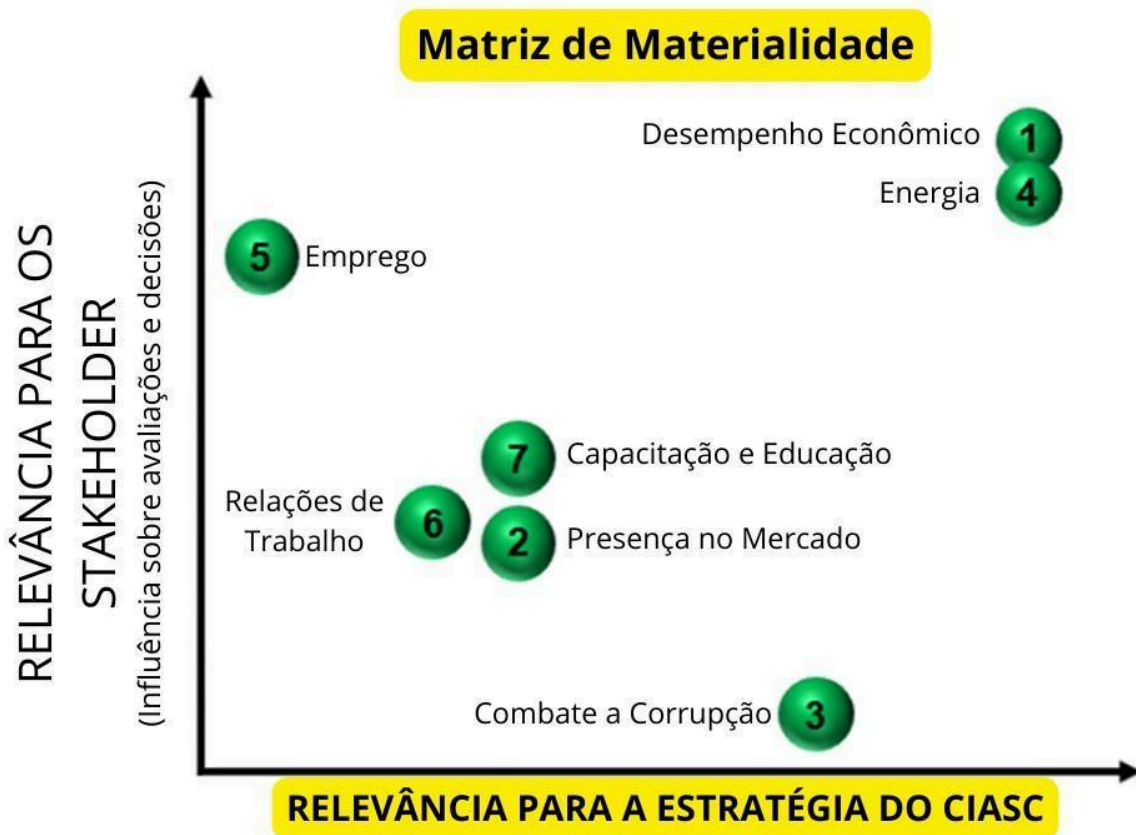 Matriz de Materialidade
RELEVÂNCIA PARA OS
STAKEHOLDER
(Influência sobre avaliações e decisões)
Desempenho Econômico
1
Energia
4
5
Emprego
7
Capacitação e Educação
Relações de
Trabalho
6
2
Presença no Mercado
Combate a Corrupção
3
RELEVÂNCIA PARA A ESTRATÉGIA DO CIASC